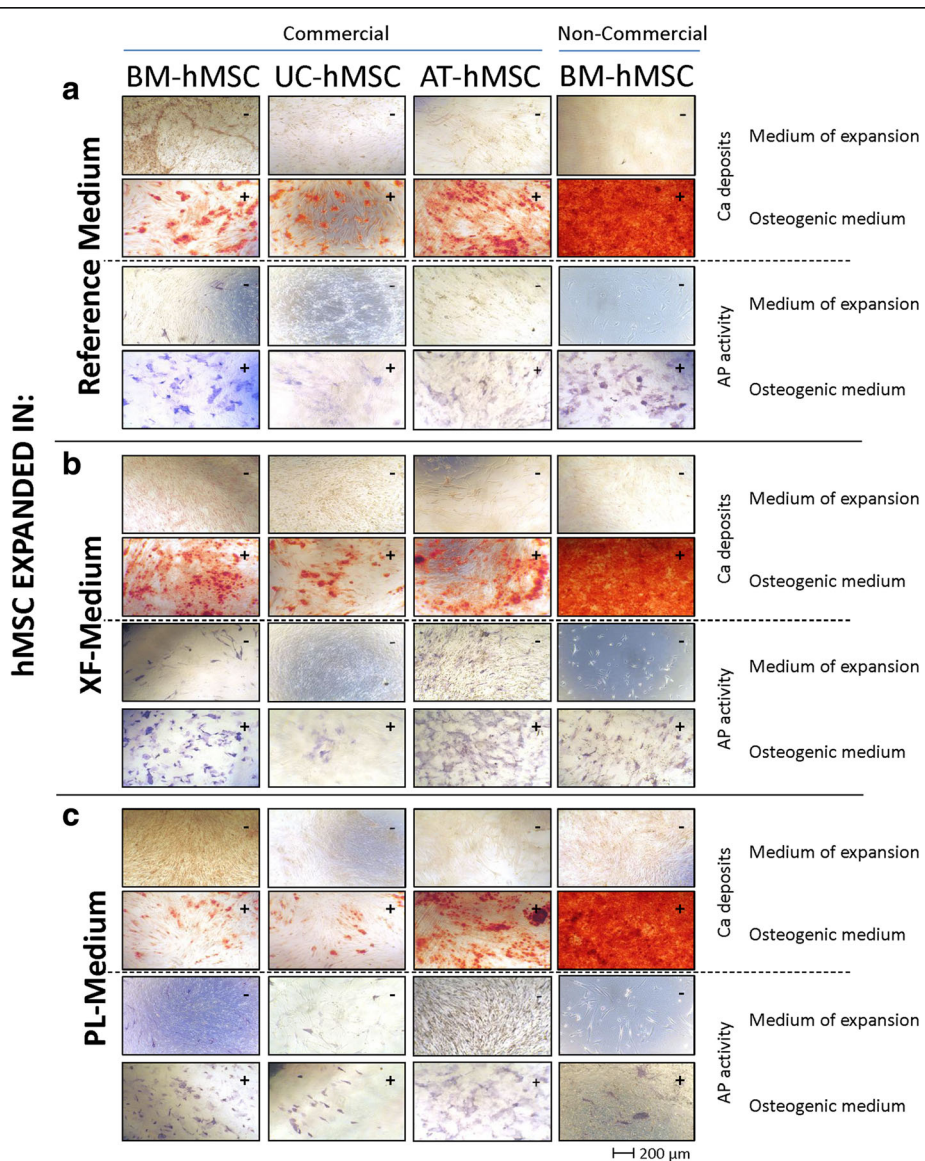 Commercial Non-Commercial
BM-hMSC UC-hMSC AT-hMSC BM-hMSC
hMSC EXPANDED IN:
a
Reference Medium
- - - -
Medium of expansion
Ca deposits
+ + + +
Osteogenic medium
- - - -
Medium of expansion
AP activity
+ + + +
Osteogenic medium
b
XF-Medium
- - - -
Medium of expansion
Ca deposits
+ + + +
Osteogenic medium
- - - -
Medium of expansion
AP activity
+ + + +
Osteogenic medium
c
PL-Medium
- - - -
Medium of expansion
Ca deposits
+ + + +
Osteogenic medium
- - - -
Medium of expansion
AP activity
+ + + +
Osteogenic medium
200 µm